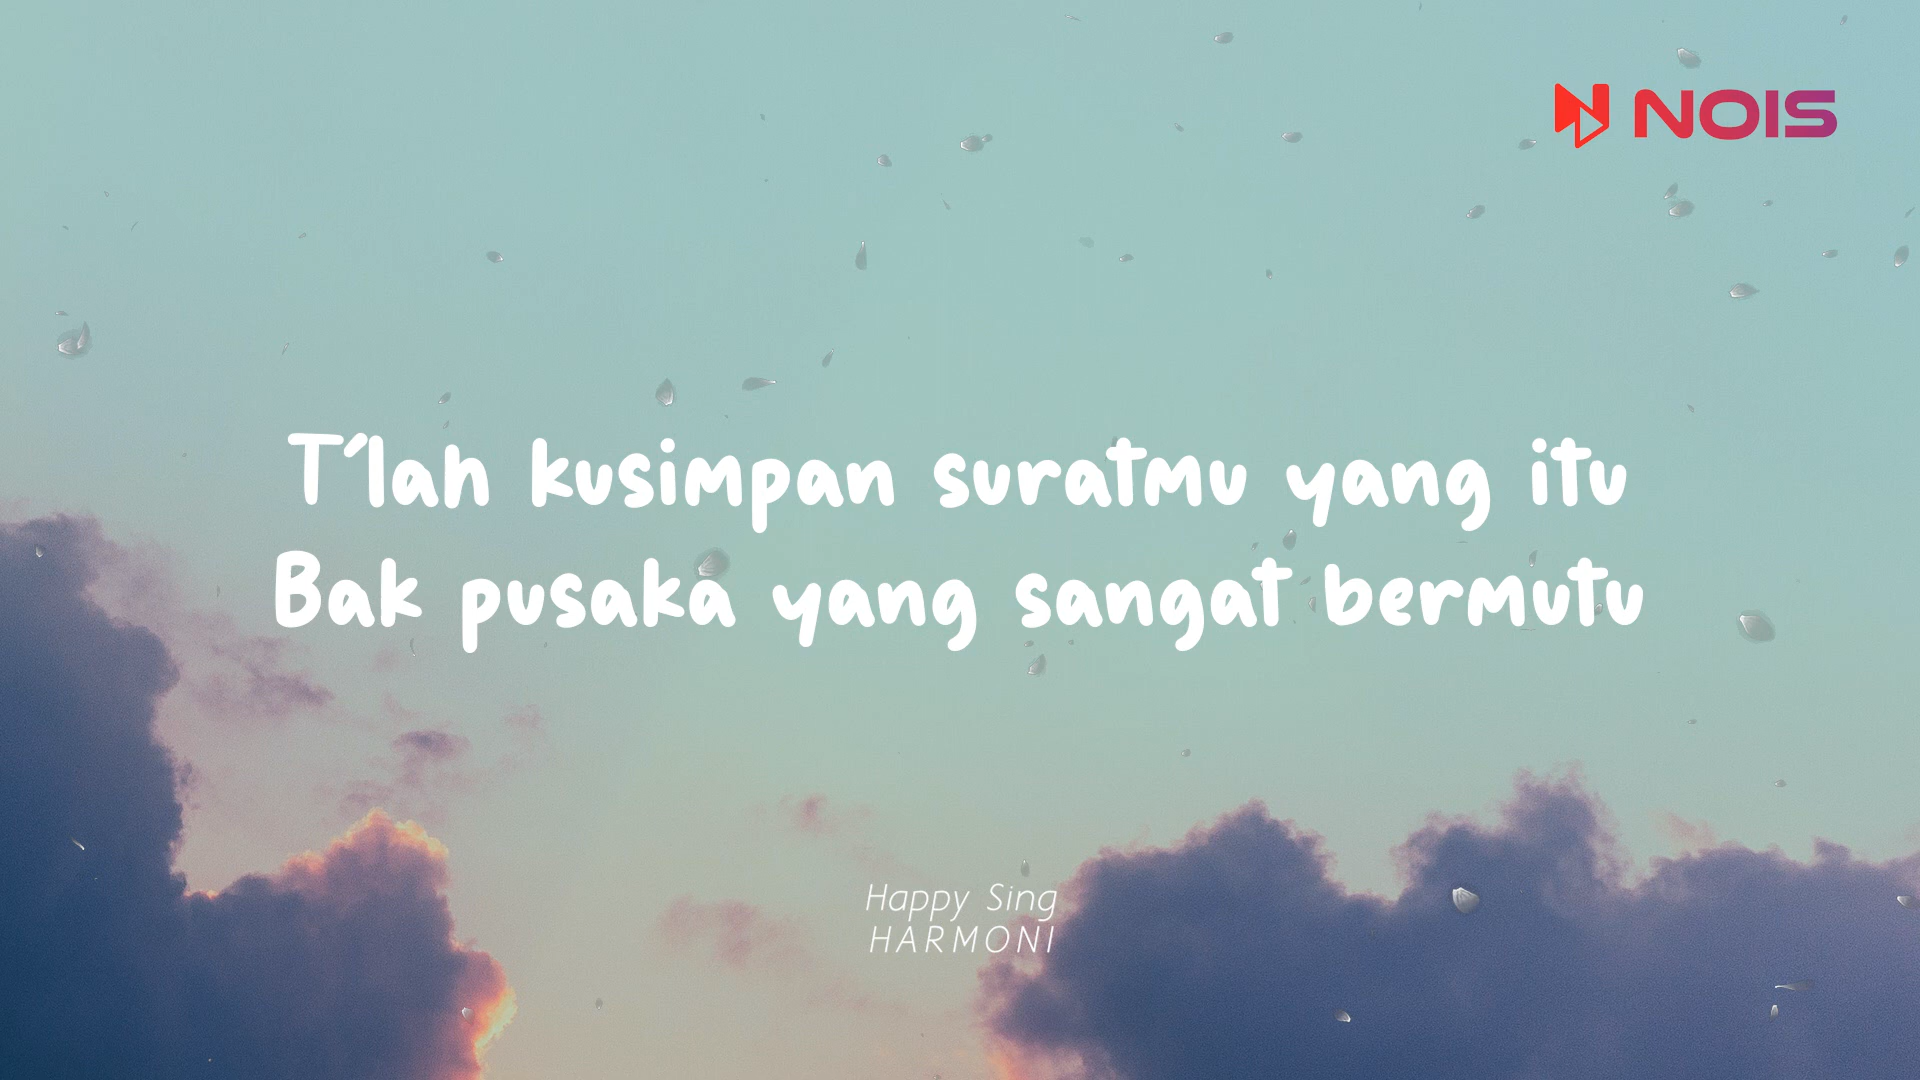 NOIS
T'lah kusimpan suratmu yang itu
Bak pusaka yang sangat bermutu
Happy Sing
HARMONI